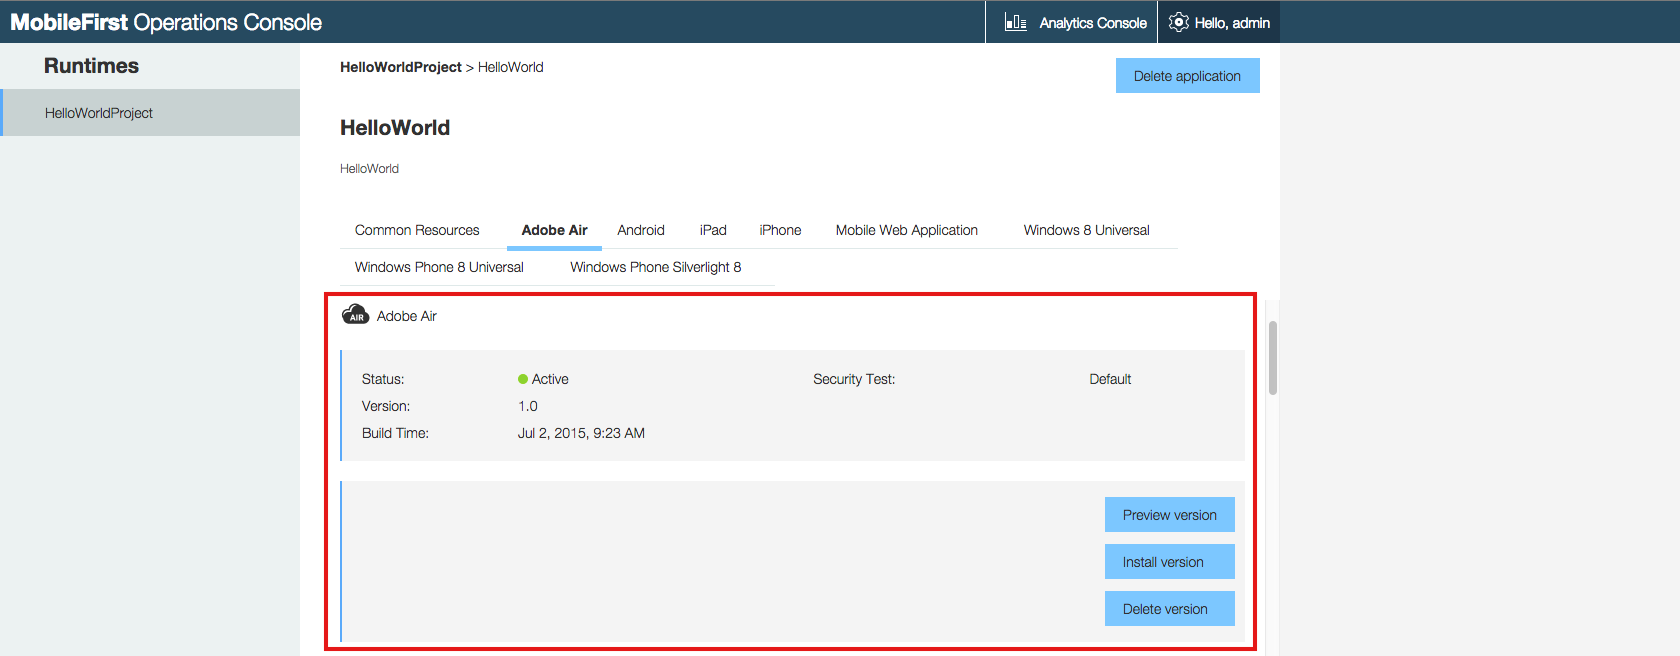 MobileFirst Operations Console
Analytics Console
Hello, admin
Runtimes
HelloWorldProject
HelloWorldProject > HelloWorld
Delete application
HelloWorld
HelloWorld
Common Resources Adobe Air Android iPad iPhone Mobile Web Application Windows 8 Universal
Windows Phone 8 Universal Windows Phone Silverlight 8
AIR Adobe Air
Status: Active Security Test: Default
Version: 1.0
Build Time: Jul 2, 2015, 9:23 AM
Preview version
Install version
Delete version